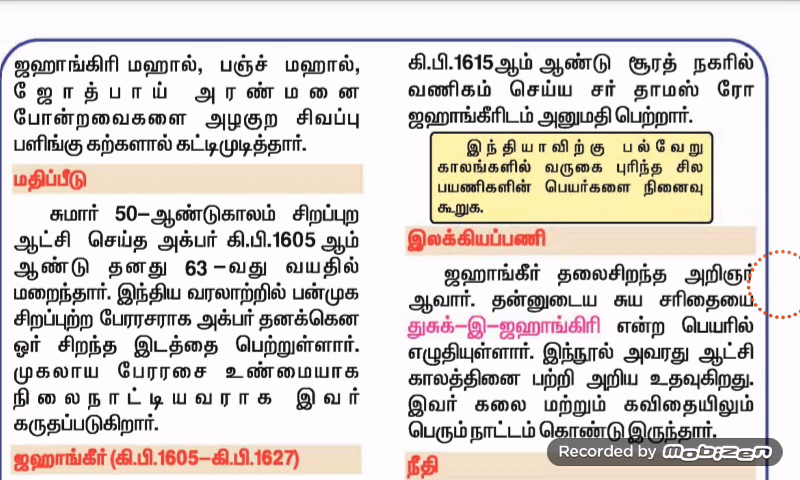 ஜஹாங்கிரி மஹால், பஞ்ச் மஹால்,
ஜோத்பாய் அரண்மனை
போன்றவைகளை அழகுற சிவப்பு
பளிங்கு கற்களால் கட்டிமுடித்தார்.
மதிப்பீடு
சுமார் 50–ஆண்டுகாலம் சிறப்புற
ஆட்சி செய்த அக்பர் கி.பி.1605 ஆம்
ஆண்டு தனது 63 –வது வயதில்
மறைந்தார். இந்திய வரலாற்றில் பன்முக
சிறப்புற்ற பேரரசராக அக்பர் தனக்கென
ஓர் சிறந்த இடத்தை பெற்றுள்ளார்.
முகலாய பேரரசை உண்மையாக
நிலைநாட்டியவராக இவர்
கருதப்படுகிறார்.
ஜஹாங்கீர் (கி.பி.1605–கி.பி.1627)
கி.பி.1615ஆம் ஆண்டு சூரத் நகரில்
வணிகம் செய்ய சர் தாமஸ் ரோ
ஜஹாங்கீரிடம் அனுமதி பெற்றார்.
இந்தியாவிற்கு பல்வேறு
காலங்களில் வருகை புரிந்த சில
பயணிகளின் பெயர்களை நினைவு
கூறுக.
இலக்கியப்பணி
ஜஹாங்கீர் தலைசிறந்த அறிஞர்
ஆவார். தன்னுடைய சுய சரிதையை
துசுக்–இ–ஜஹாங்கிரி என்ற பெயரில்
எழுதியுள்ளார். இந்நூல் அவரது ஆட்சி
காலத்தினை பற்றி அறிய உதவுகிறது.
இவர் கலை மற்றும் கவிதையிலும்
பெரும் நாட்டம் கொண்டு இருந்தார்.
நீதி
Recorded by mobizen